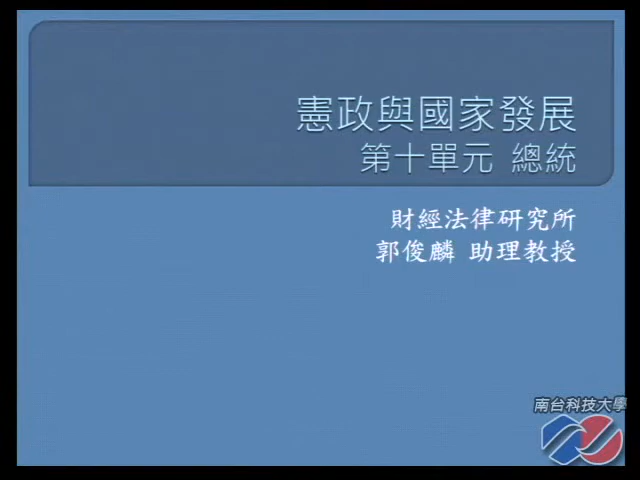 憲政與國家發展
第十單元 總統
財經法律研究所
郭俊麟 助理教授
南台科技大學